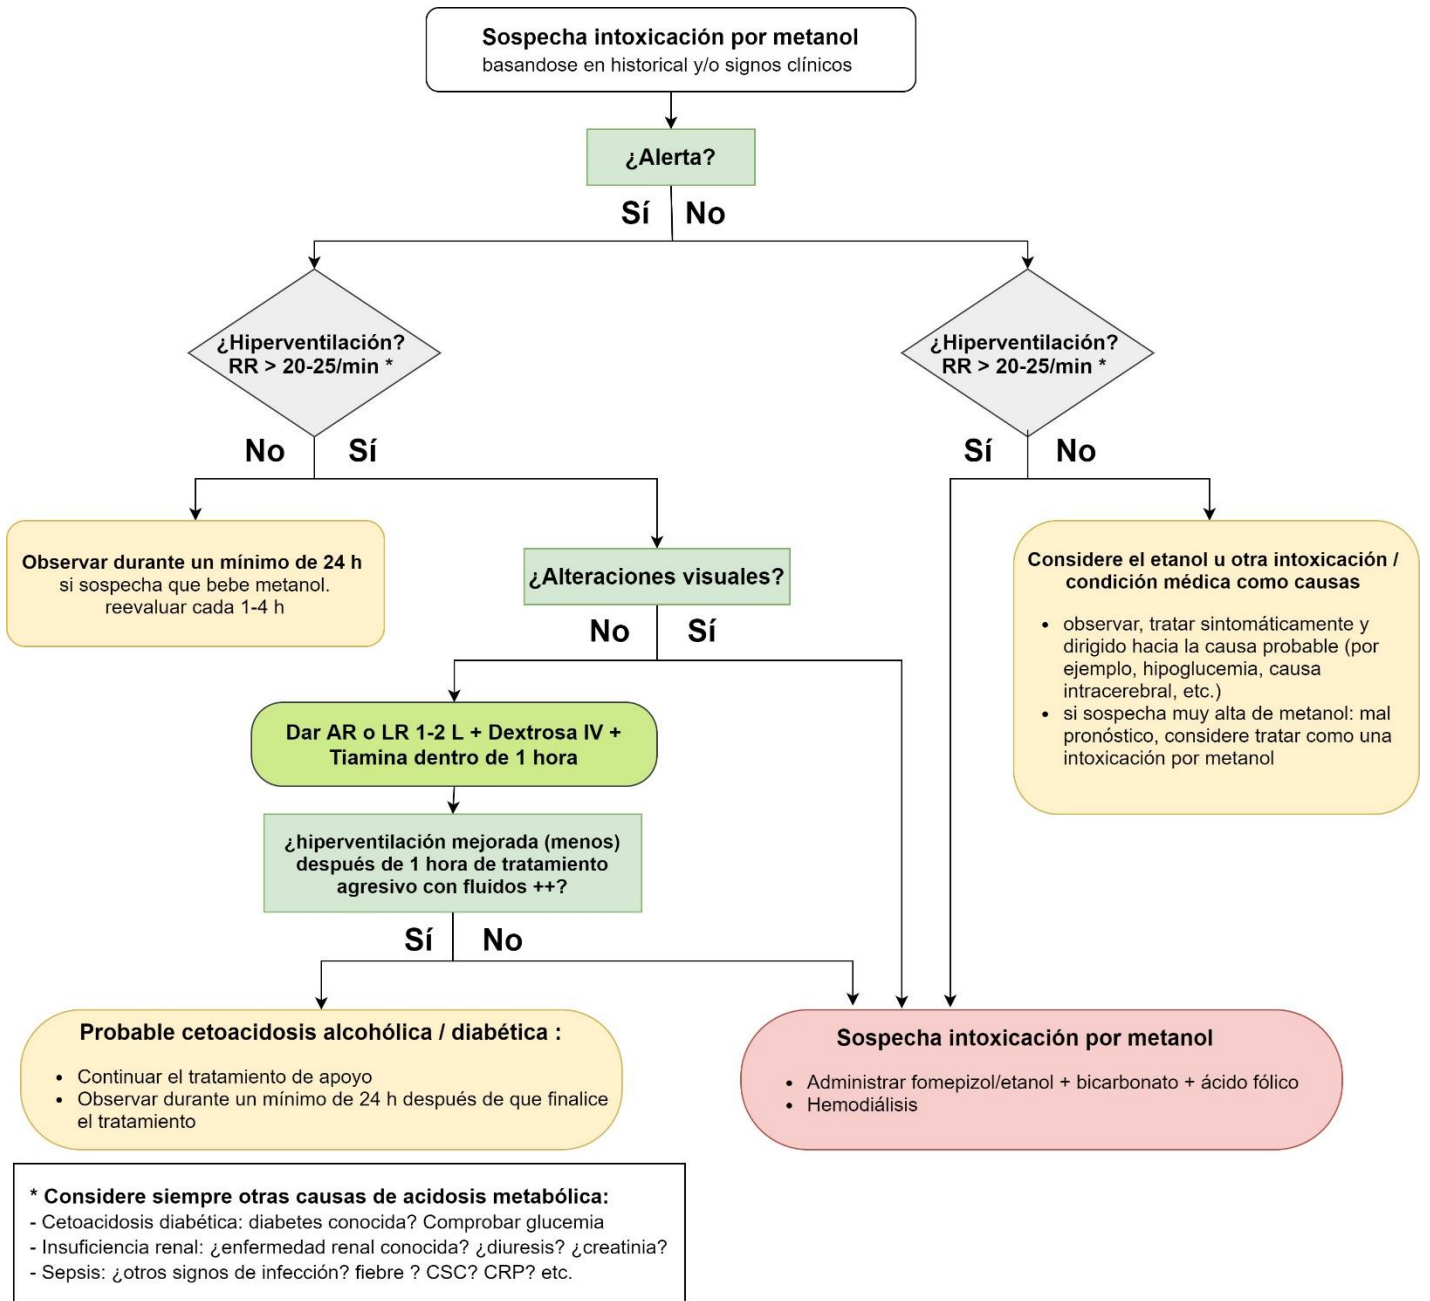 Sospecha intoxicación por metanol
basandose en historical y/o signos clínicos
¿Alerta?
Sí No
¿Hiperventilación?
RR > 20-25/min *
¿Hiperventilación?
RR > 20-25/min *
No Sí
Sí No
Observar durante un mínimo de 24 h
si sospecha que bebe metanol.
reevaluar cada 1-4 h
¿Alteraciones visuales?
No Sí
Considere el etanol u otra intoxicación /
condición médica como causas
• observar, tratar sintomáticamente y
dirigido hacia la causa probable (por
ejemplo, hipoglucemia, causa
intracerebral, etc.)
• si sospecha muy alta de metanol: mal
pronóstico, considere tratar como una
intoxicación por metanol
Dar AR o LR 1-2 L + Dextrosa IV +
Tiamina dentro de 1 hora
¿hiperventilación mejorada (menos)
después de 1 hora de tratamiento
agresivo con fluidos ++?
Sí No
Probable cetoacidosis alcohólica / diabética :
• Continuar el tratamiento de apoyo
• Observar durante un mínimo de 24 h después de que finalice
el tratamiento
Sospecha intoxicación por metanol
• Administrar fomepizol/etanol + bicarbonato + ácido fólico
• Hemodiálisis
* Considere siempre otras causas de acidosis metabólica:
- Cetoacidosis diabética: diabetes conocida? Comprobar glucemia
- Insuficiencia renal: ¿enfermedad renal conocida? ¿diuresis? ¿creatinia?
- Sepsis: ¿otros signos de infección? fiebre ? CSC? CRP? etc.